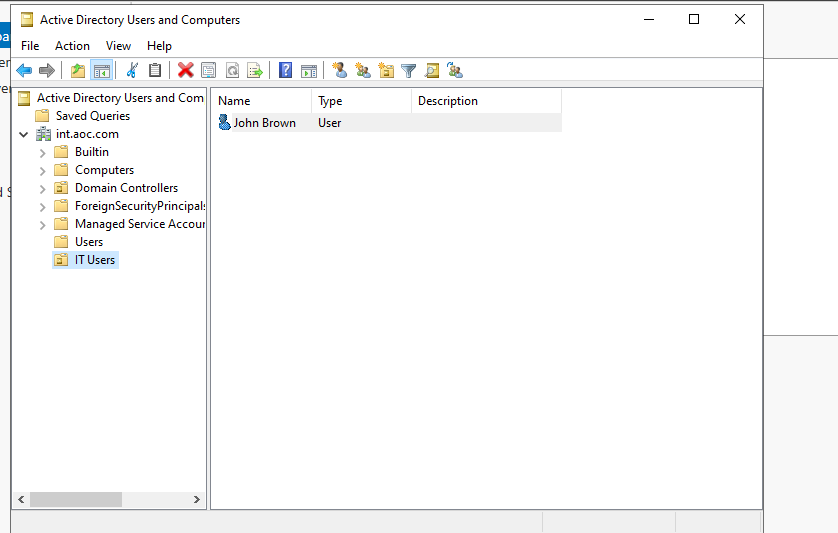 Active Directory Users and Computers
File Action View Help
Active Directory Users and Com
Saved Queries
int.aoc.com
Builtin
Computers
Domain Controllers
ForeignSecurityPrincipals
Managed Service Accour
Users
IT Users
Name Type Description
John Brown User